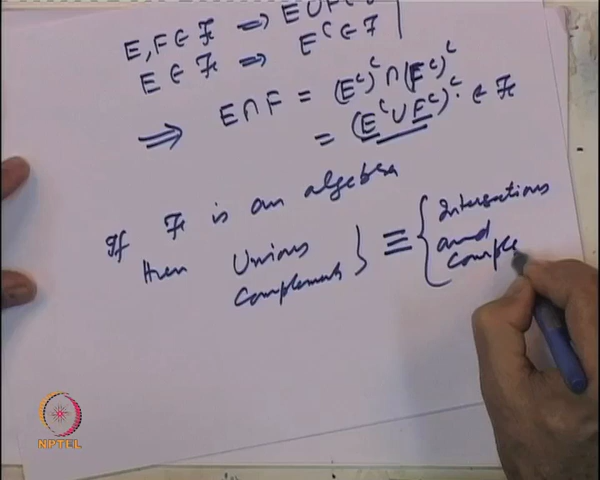 E, F ∈ ℱ ⟹ E ∪ F ∈
E ∈ ℱ ⟹ E^c ∈ ℱ
⟹ E ∩ F = (E^c)^c ∩ (F^c)^c
= (E^c ∪ F^c)^c ∈ ℱ
If ℱ is an algebra
then Unions } ≡ { Intersections
Complements and
comple
NPTEL